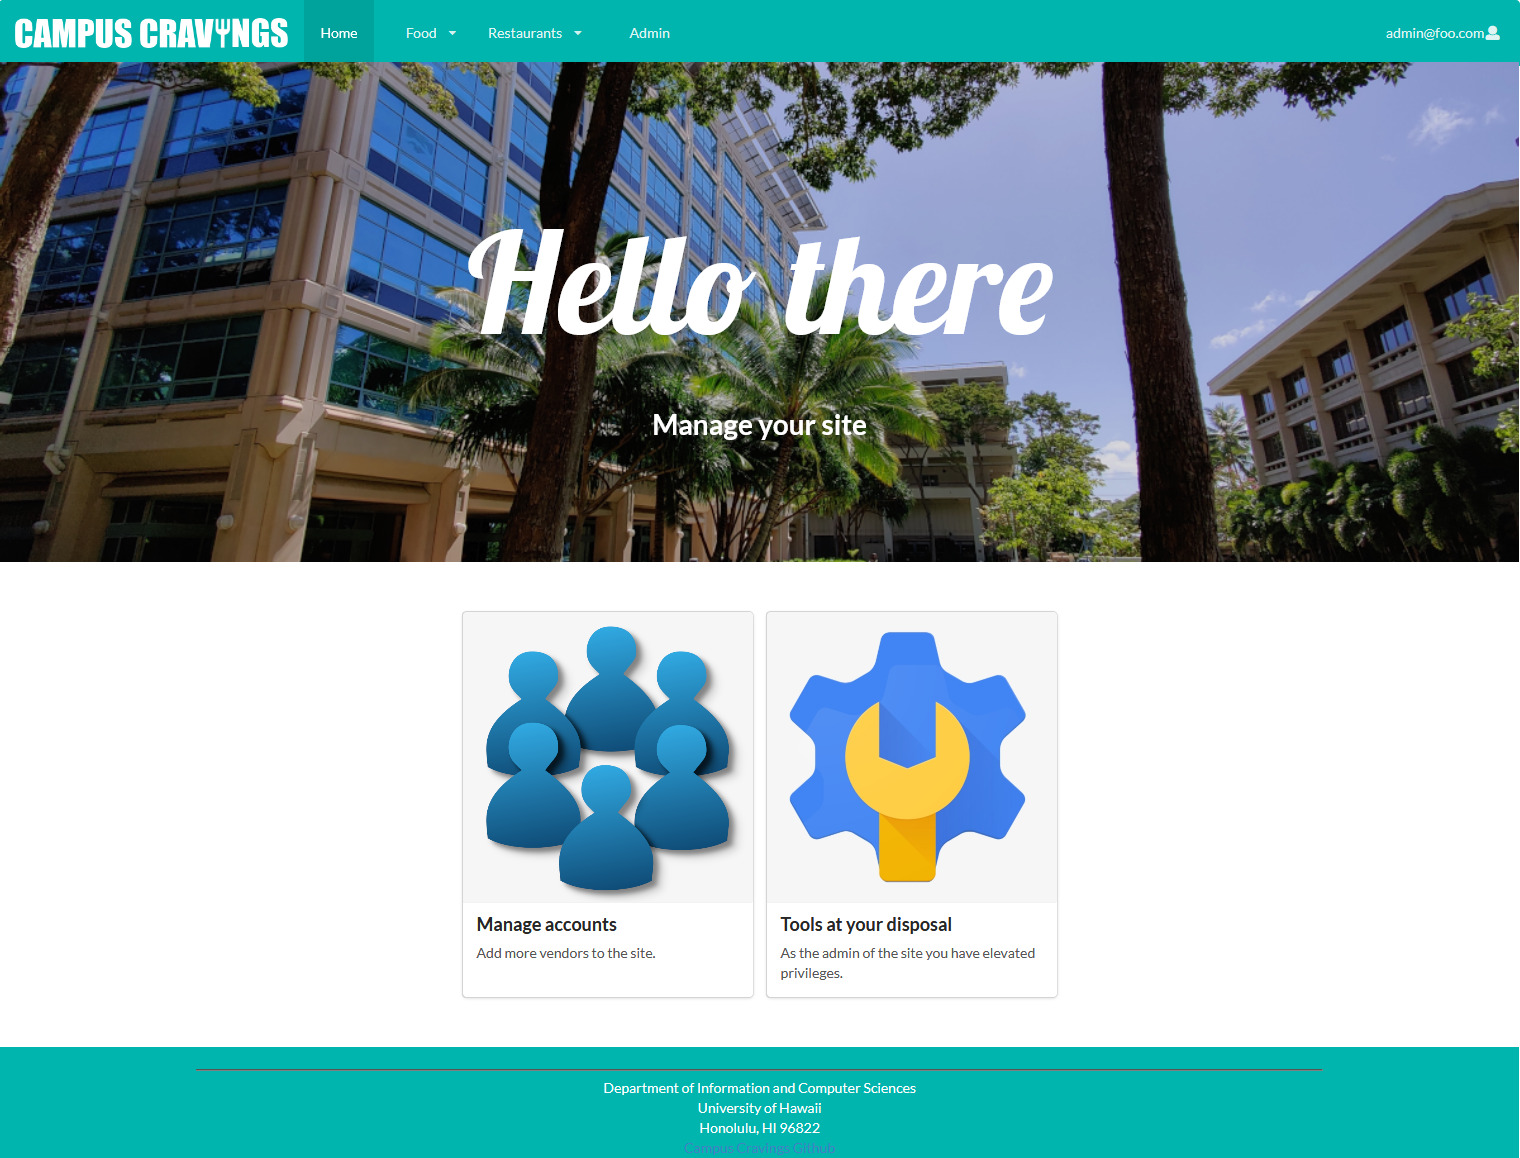 CAMPUS CRAVINGS
Home
Food
Restaurants
Admin
admin@foo.com
Hello there
Manage your site
Manage accounts
Add more vendors to the site.
Tools at your disposal
As the admin of the site you have elevated
privileges.
Department of Information and Computer Sciences
University of Hawaii
Honolulu, HI 96822
Campus Cravings Github